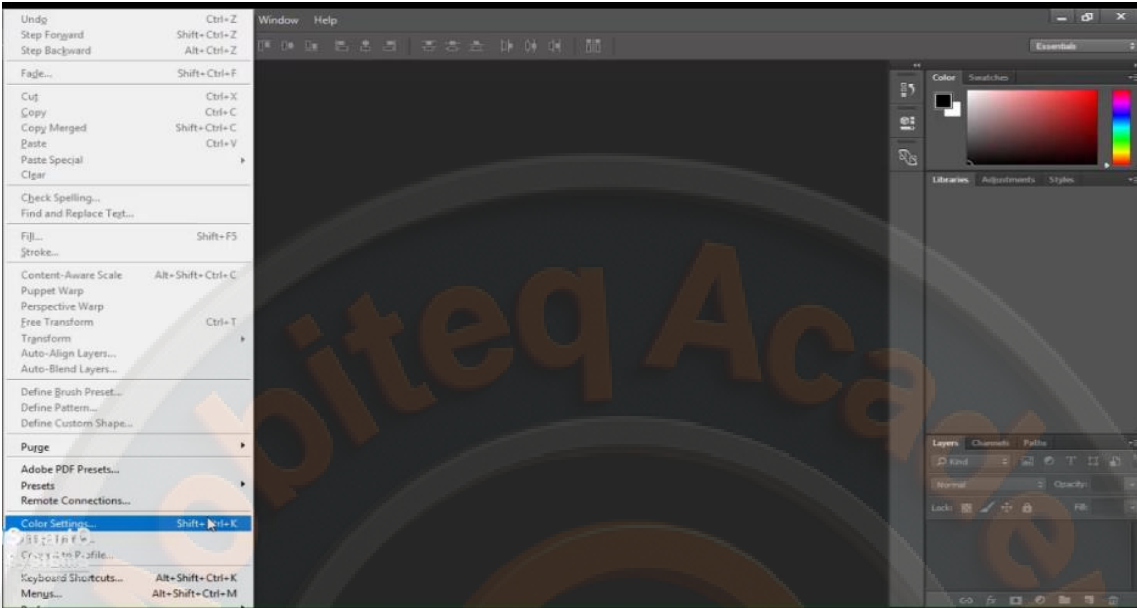 Undo Ctrl+Z
Step Forward Shift+Ctrl+Z
Step Backward Alt+Ctrl+Z
Fade... Shift+Ctrl+F
Cut Ctrl+X
Copy Ctrl+C
Copy Merged Shift+Ctrl+C
Paste Ctrl+V
Paste Special
Clear
Check Spelling...
Find and Replace Text...
Fill... Shift+F5
Stroke...
Content-Aware Scale Alt+Shift+Ctrl+C
Puppet Warp
Perspective Warp
Free Transform Ctrl+T
Transform
Auto-Align Layers...
Auto-Blend Layers...
Define Brush Preset...
Define Pattern...
Define Custom Shape...
Purge
Adobe PDF Presets...
Presets
Remote Connections...
Color Settings... Shift+Ctrl+K
Keyboard Shortcuts... Alt+Shift+Ctrl+K
Menus... Alt+Shift+Ctrl+M
Window Help
Essentials
Color Swatches
Libraries Adjustments Styles
Layers Channels Paths
Kind
Normal Opacity:
Lock: Fill:
obiteq Acade